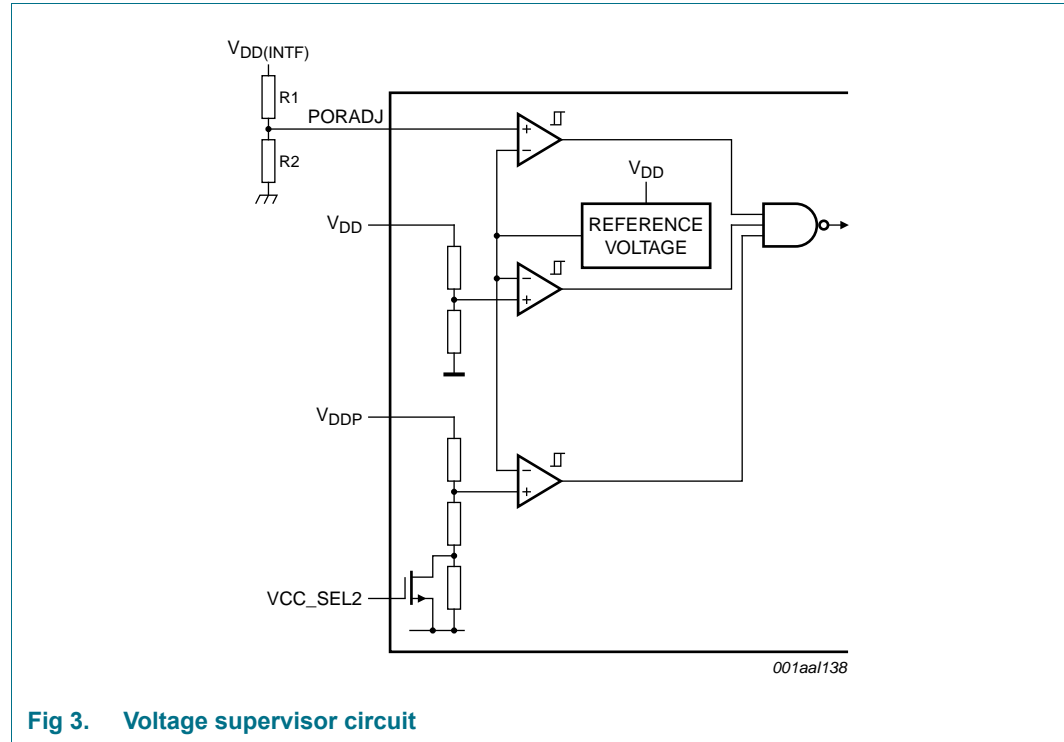 VDD(INTF)
R1
PORADJ
R2
VDD
VDD
REFERENCE
VOLTAGE
VDDP
VCC_SEL2
001aal138
Fig 3. Voltage supervisor circuit